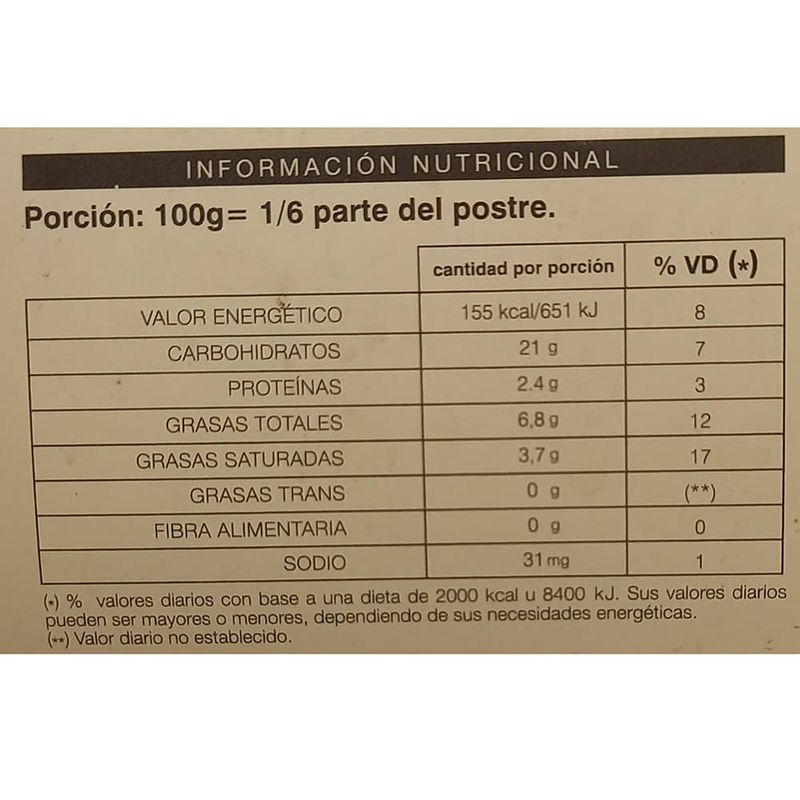 INFORMACIÓN NUTRICIONAL
Porción: 100g= 1/6 parte del postre.
cantidad por porción % VD (*)
VALOR ENERGÉTICO 155 kcal/651 kJ 8
CARBOHIDRATOS 21 g 7
PROTEÍNAS 2.4 g 3
GRASAS TOTALES 6,8 g 12
GRASAS SATURADAS 3,7 g 17
GRASAS TRANS 0 g (**)
FIBRA ALIMENTARIA 0 g 0
SODIO 31 mg 1
(*) % valores diarios con base a una dieta de 2000 kcal u 8400 kJ. Sus valores diarios
pueden ser mayores o menores, dependiendo de sus necesidades energéticas.
(**) Valor diario no establecido.